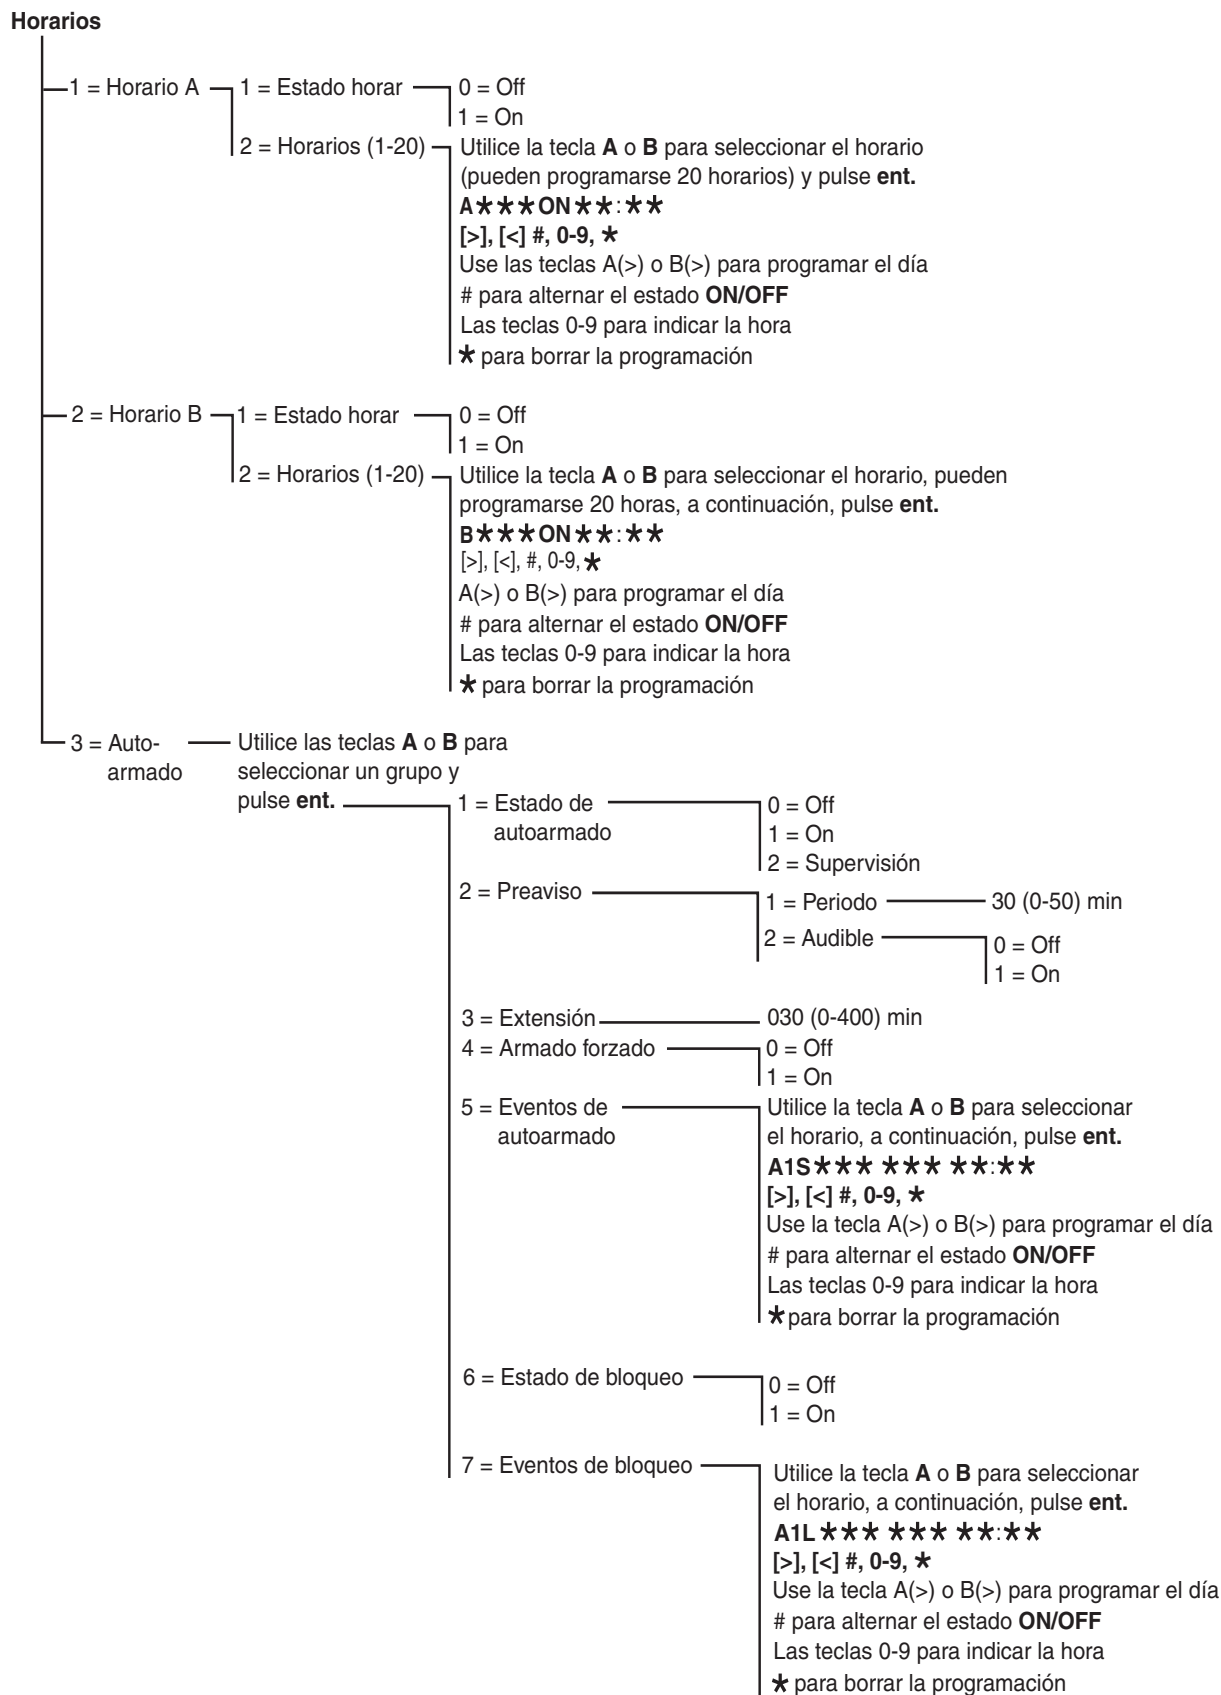 Horarios
1 = Horario A
1 = Estado horar
0 = Off
1 = On
2 = Horarios (1-20)
Utilice la tecla A o B para seleccionar el horario
(pueden programarse 20 horarios) y pulse ent.
A***ON**:**
[>], [<] #, 0-9, *
Use las teclas A(>) o B(>) para programar el día
# para alternar el estado ON/OFF
Las teclas 0-9 para indicar la hora
* para borrar la programación
2 = Horario B
1 = Estado horar
0 = Off
1 = On
2 = Horarios (1-20)
Utilice la tecla A o B para seleccionar el horario, pueden
programarse 20 horas, a continuación, pulse ent.
B***ON**:**
[>], [<], #, 0-9, *
A(>) o B(>) para programar el día
# para alternar el estado ON/OFF
Las teclas 0-9 para indicar la hora
* para borrar la programación
3 = Auto-
armado
Utilice las teclas A o B para
seleccionar un grupo y
pulse ent.
1 = Estado de
autoarmado
0 = Off
1 = On
2 = Supervisión
2 = Preaviso
1 = Periodo
30 (0-50) min
2 = Audible
0 = Off
1 = On
3 = Extensión
030 (0-400) min
4 = Armado forzado
0 = Off
1 = On
5 = Eventos de
autoarmado
Utilice la tecla A o B para seleccionar
el horario, a continuación, pulse ent.
A1S*** *** **:**
[>], [<] #, 0-9, *
Use la tecla A(>) o B(>) para programar el día
# para alternar el estado ON/OFF
Las teclas 0-9 para indicar la hora
* para borrar la programación
6 = Estado de bloqueo
0 = Off
1 = On
7 = Eventos de bloqueo
Utilice la tecla A o B para seleccionar
el horario, a continuación, pulse ent.
A1L*** *** **:**
[>], [<] #, 0-9, *
Use la tecla A(>) o B(>) para programar el día
# para alternar el estado ON/OFF
Las teclas 0-9 para indicar la hora
* para borrar la programación